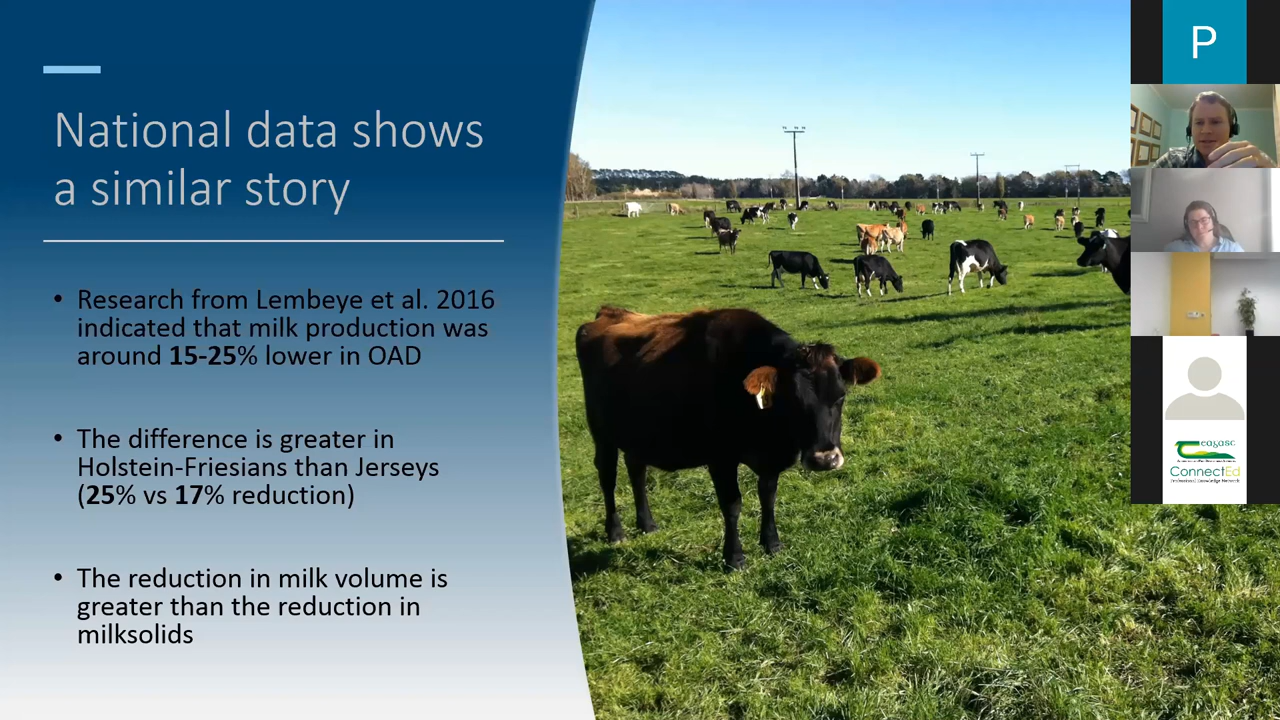 National data shows
a similar story
• Research from Lembeye et al. 2016
indicated that milk production was
around 15-25% lower in OAD
• The difference is greater in
Holstein-Friesians than Jerseys
(25% vs 17% reduction)
• The reduction in milk volume is
greater than the reduction in
milksolids
P
eagasc
ConnectEd